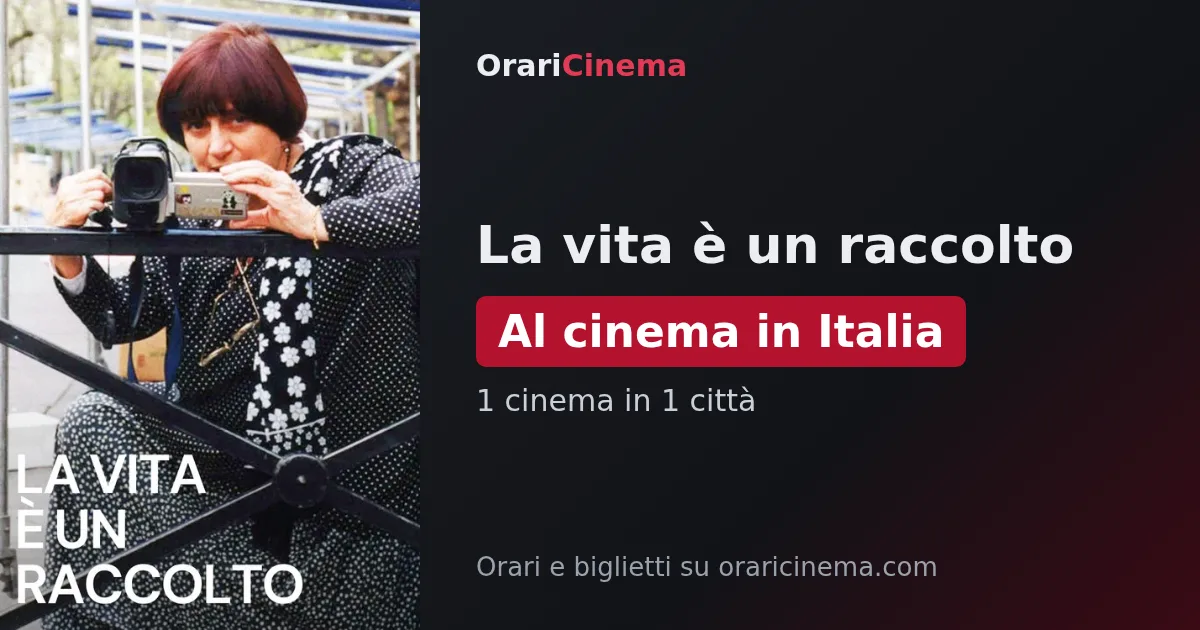 LA VITA
È UN
RACCOLTO
OrariCinema
La vita è un raccolto
Al cinema in Italia
1 cinema in 1 città
Orari e biglietti su oraricinema.com